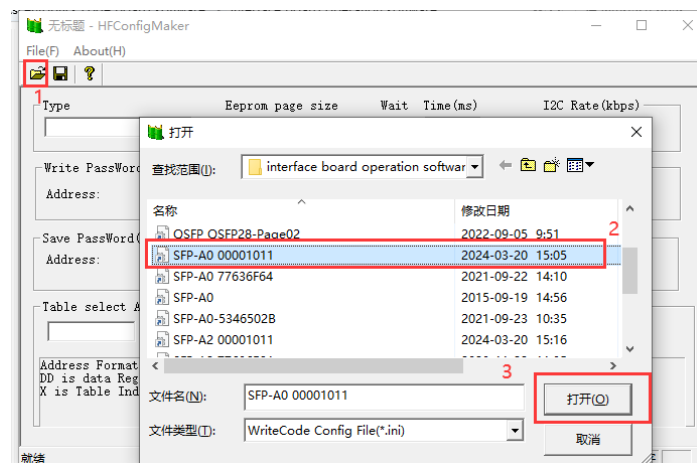 无标题 - HFConfigMaker
File(F) About(H)
1
Type Eeprom page size Wait Time(ms) I2C Rate(kbps)
打开
查找范围(I): interface board operation softwar
Write PassWor
Address:
名称 修改日期
QSFP QSFP28-Page02 2022-09-05 9:51
2
SFP-A0 00001011 2024-03-20 15:05
Save PassWord(
Address:
SFP-A0 77636F64 2021-09-22 14:10
SFP-A0 2015-09-19 14:56
Table select A
SFP-A0-5346502B 2021-09-23 10:35
SFP-A2 00001011 2024-03-20 15:16
Address Format
DD is data Reg
X is Table Ind
3
文件名(N): SFP-A0 00001011 打开(O)
文件类型(T): WriteCode Config File(*.ini) 取消
就绪